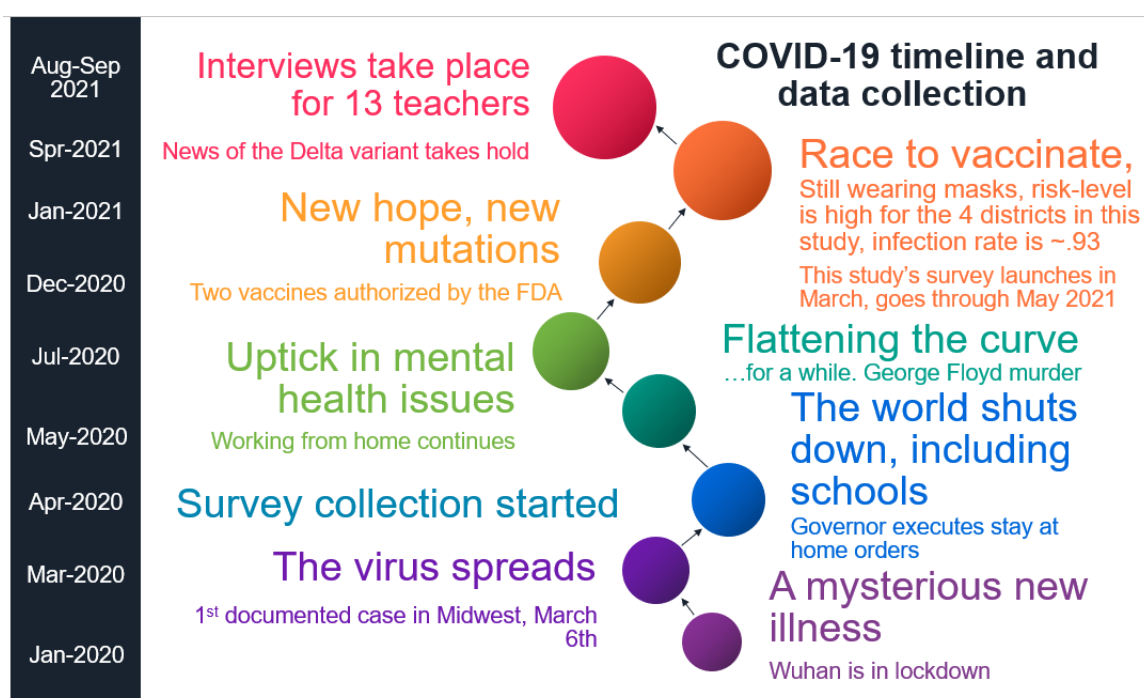 COVID-19 timeline and
data collection
Aug-Sep
2021
Spr-2021
Jan-2021
Dec-2020
Jul-2020
May-2020
Apr-2020
Mar-2020
Jan-2020
Interviews take place
for 13 teachers
News of the Delta variant takes hold
Race to vaccinate,
Still wearing masks, risk-level
is high for the 4 districts in this
study, infection rate is ~.93
This study's survey launches in
March, goes through May 2021
New hope, new
mutations
Two vaccines authorized by the FDA
Flattening the curve
…for a while. George Floyd murder
Uptick in mental
health issues
Working from home continues
The world shuts
down, including
schools
Governor executes stay at
home orders
Survey collection started
The virus spreads
1st documented case in Midwest, March
6th
A mysterious new
illness
Wuhan is in lockdown